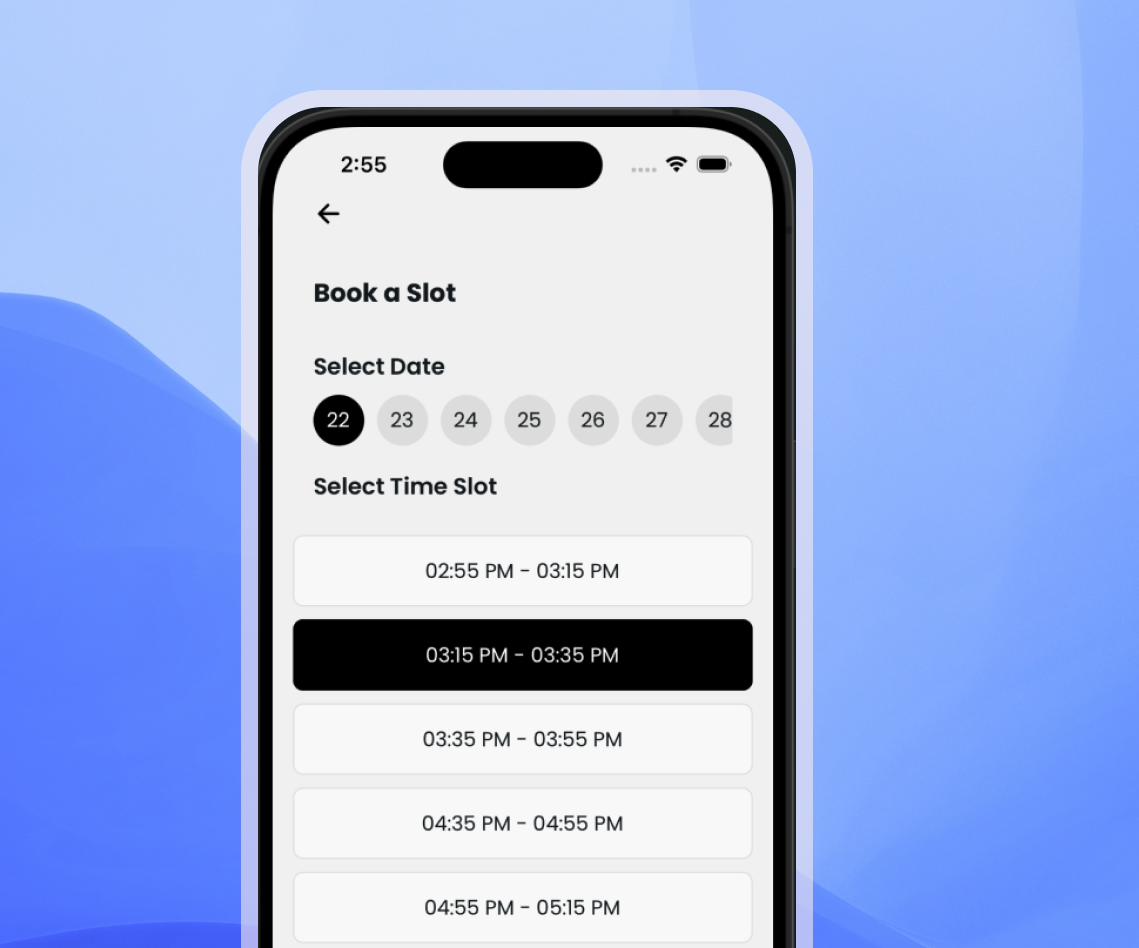 2:55
Book a Slot
Select Date
22 23 24 25 26 27 28
Select Time Slot
02:55 PM - 03:15 PM
03:15 PM - 03:35 PM
03:35 PM - 03:55 PM
04:35 PM - 04:55 PM
04:55 PM - 05:15 PM